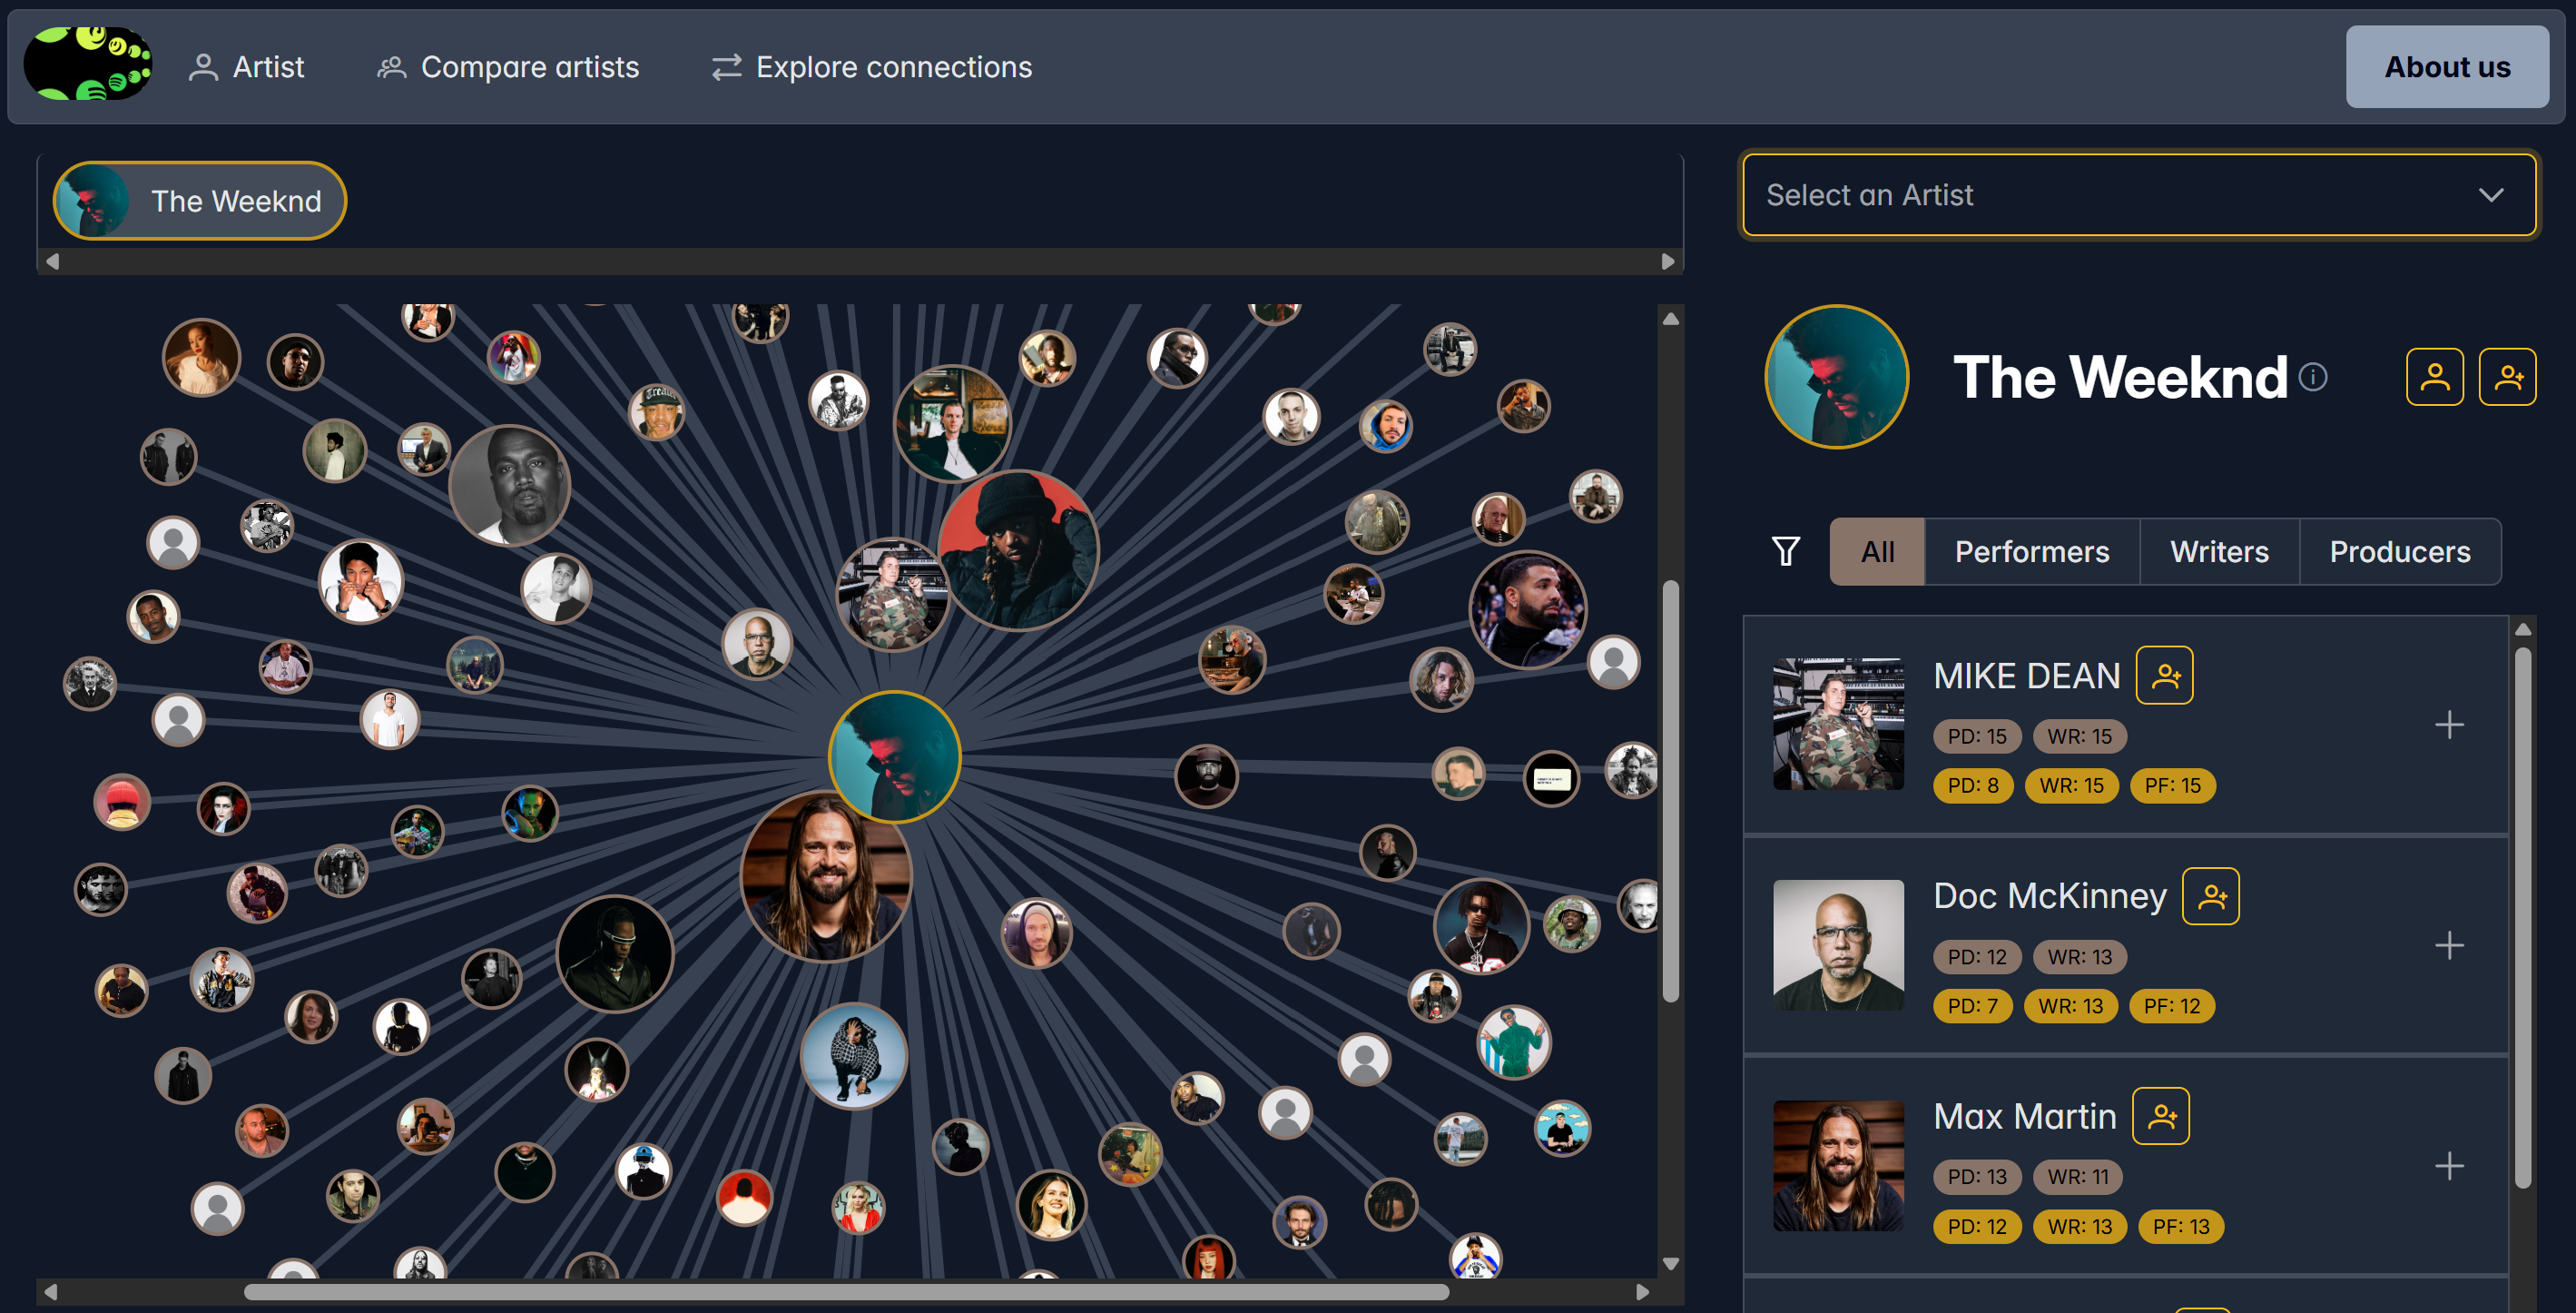 Artist
Compare artists
Explore connections
About us
The Weeknd
Select an Artist
The Weeknd
All
Performers
Writers
Producers
MIKE DEAN
PD: 15 WR: 15
PD: 8 WR: 15 PF: 15
Doc McKinney
PD: 12 WR: 13
PD: 7 WR: 13 PF: 12
Max Martin
PD: 13 WR: 11
PD: 12 WR: 13 PF: 13